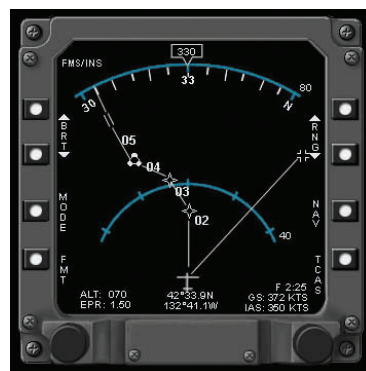 330
FMS/INS
33
80
30
N
BRT
RNG
05
04
03
02
40
MODE
NAV
FMT
TCAS
ALT: 070
EPR: 1.50
42°33.9N
132°41.1W
F 2:25
GS: 372 KTS
IAS: 350 KTS